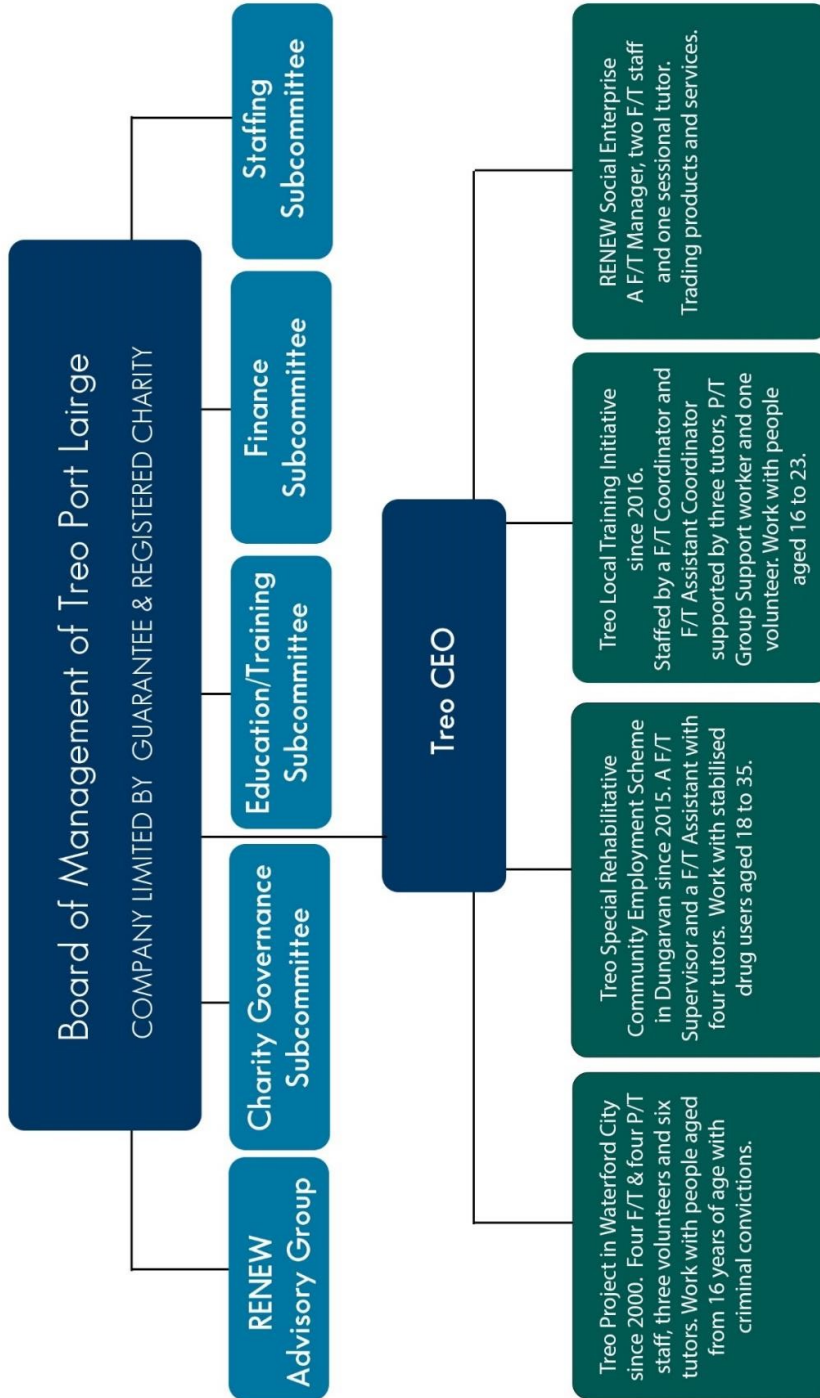 Board of Management of Treo Port Lairge
COMPANY LIMITED BY GUARANTEE & REGISTERED CHARITY
RENEW
Advisory Group
Charity Governance
Subcommittee
Education/Training
Subcommittee
Finance
Subcommittee
Staffing
Subcommittee
Treo CEO
Treo Project in Waterford City
since 2000. Four F/T & four P/T
staff, three volunteers and six
tutors. Work with people aged
from 16 years of age with
criminal convictions.
Treo Special Rehabilitative
Community Employment Scheme
in Dungarvan since 2015. A F/T
Supervisor and a F/T Assistant with
four tutors. Work with stabilised
drug users aged 18 to 35.
Treo Local Training Initiative
since 2016.
Staffed by a F/T Coordinator and
F/T Assistant Coordinator
supported by three tutors, P/T
Group Support worker and one
volunteer. Work with people
aged 16 to 23.
RENEW Social Enterprise
A F/T Manager, two F/T staff
and one sessional tutor.
Trading products and services.